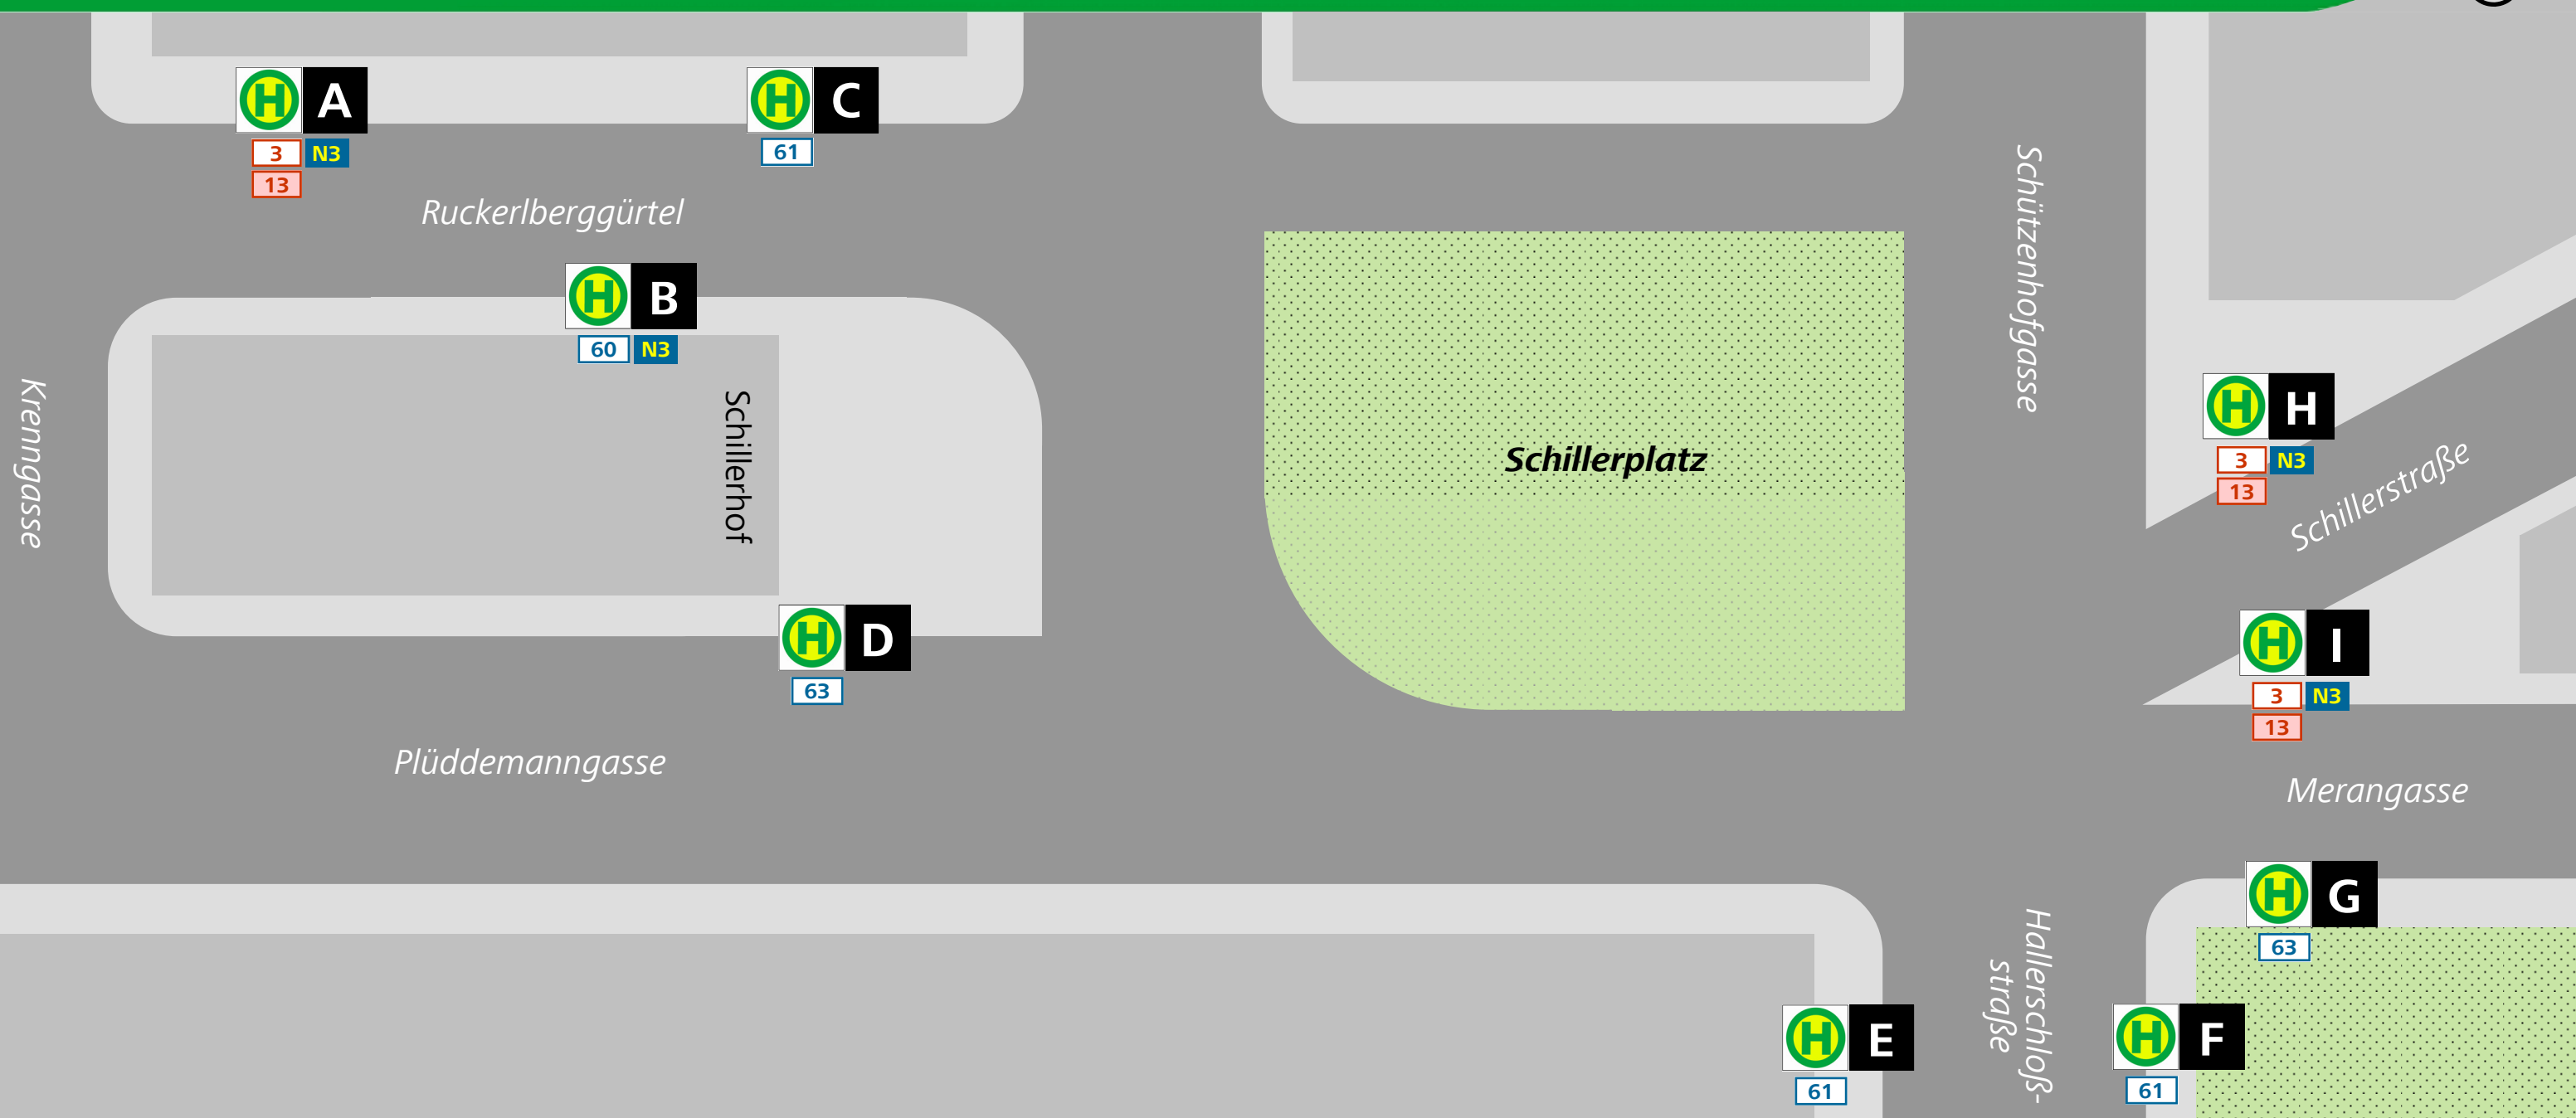 H A
3 N3
13
H C
61
Ruckerlberggürtel
H B
60 N3
Schillerhof
Krenngasse
H D
63
Plüddemanngasse
Schillerplatz
Schützenhofgasse
H H
3 N3
13
Schillerstraße
H I
3 N3
13
Merangasse
H G
63
H E
61
Hallerschloß-
straße
H F
61